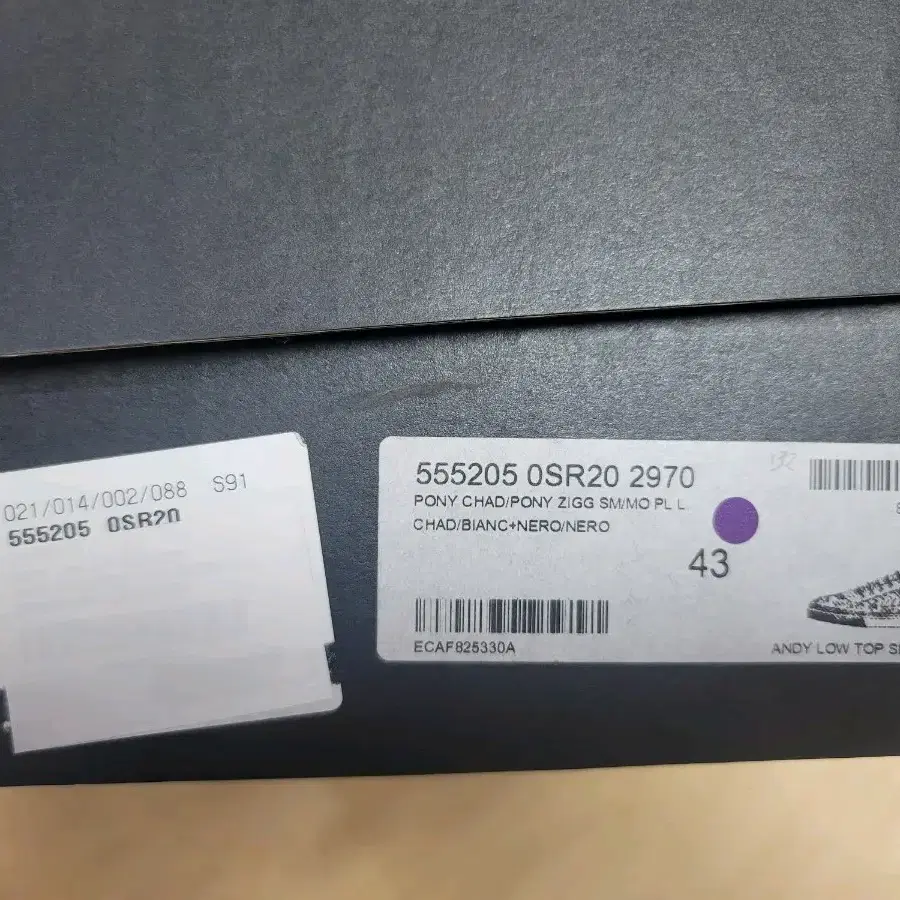 021/014/002/088 S91
555205 0SR20
555205 0SR20 2970
PONY CHAD/PONY ZIGG SM/MO PL L
CHAD/BIANC+NERO/NERO
132
43
ECAF825330A
ANDY LOW TOP